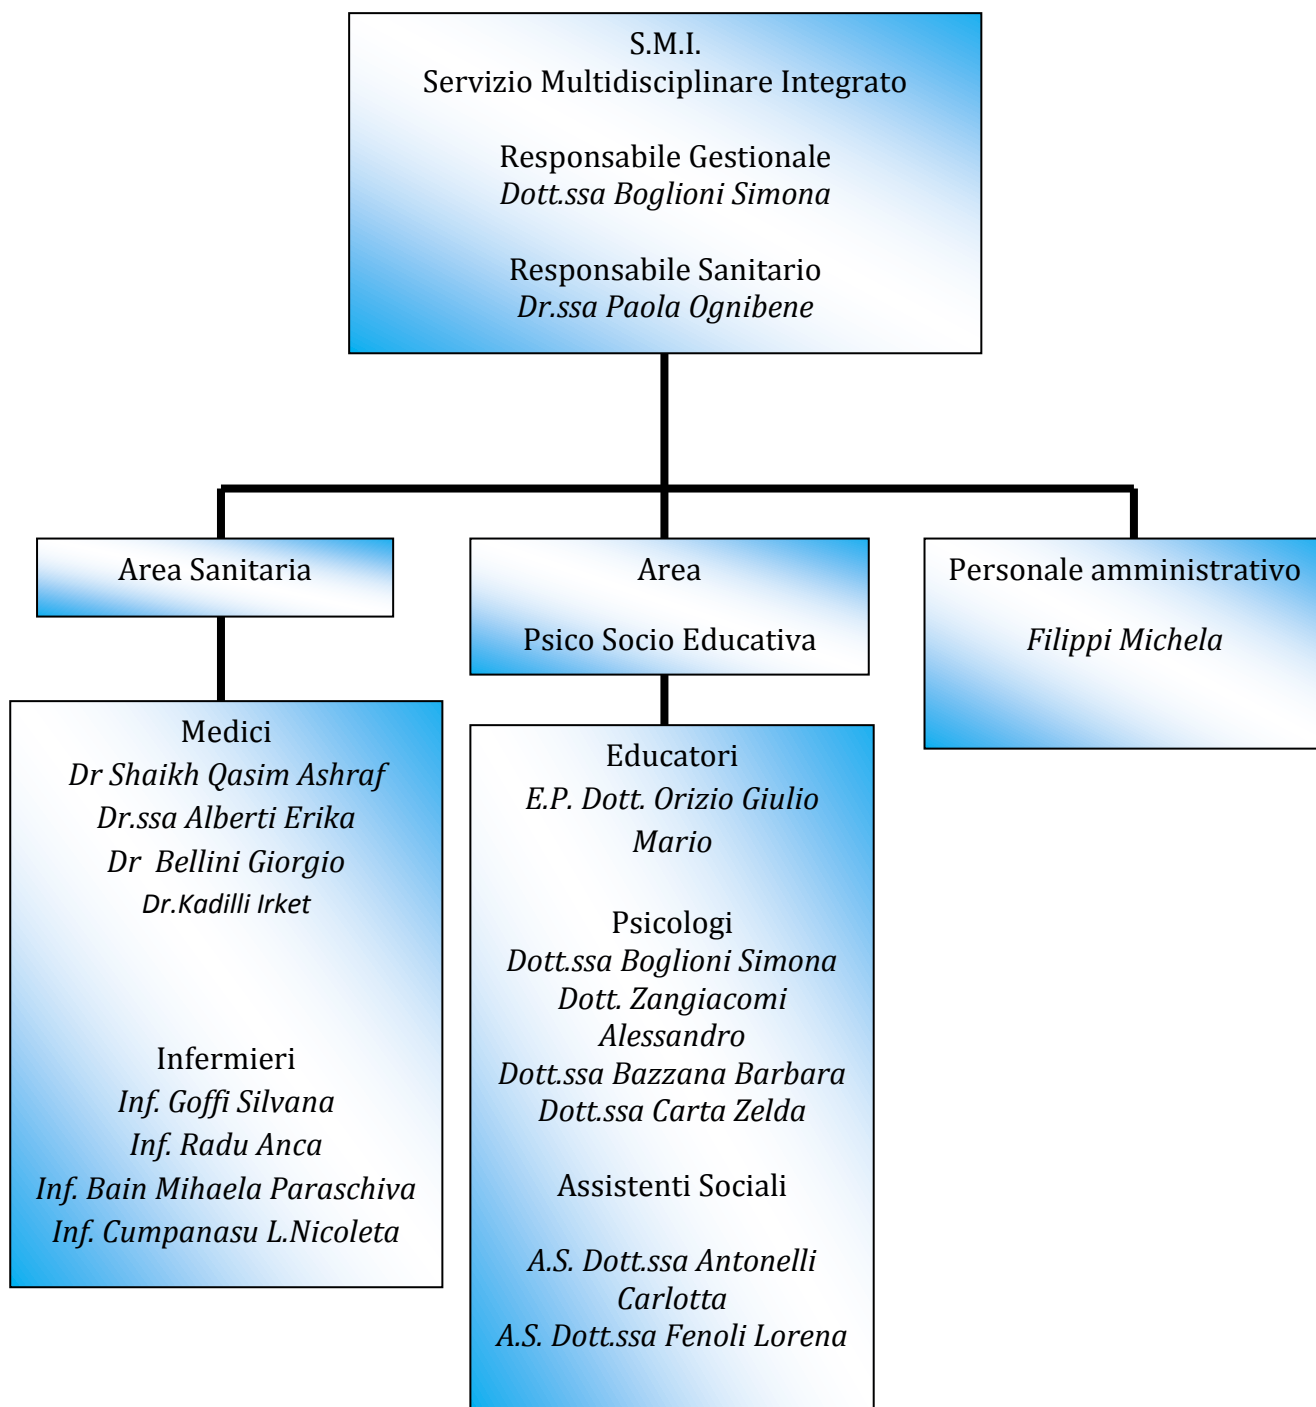 S.M.I.
Servizio Multidisciplinare Integrato
Responsabile Gestionale
Dott.ssa Boglioni Simona
Responsabile Sanitario
Dr.ssa Paola Ognibene
Area Sanitaria
Medici
Dr Shaikh Qasim Ashraf
Dr.ssa Alberti Erika
Dr  Bellini Giorgio
Dr.Kadilli Irket
Infermieri
Inf. Goffi Silvana
Inf. Radu Anca
Inf. Bain Mihaela Paraschiva
Inf. Cumpanasu L.Nicoleta
Area
Psico Socio Educativa
Educatori
E.P. Dott. Orizio Giulio
Mario
Psicologi
Dott.ssa Boglioni Simona
Dott. Zangiacomi
Alessandro
Dott.ssa Bazzana Barbara
Dott.ssa Carta Zelda
Assistenti Sociali
A.S. Dott.ssa Antonelli
Carlotta
A.S. Dott.ssa Fenoli Lorena
Personale amministrativo
Filippi Michela